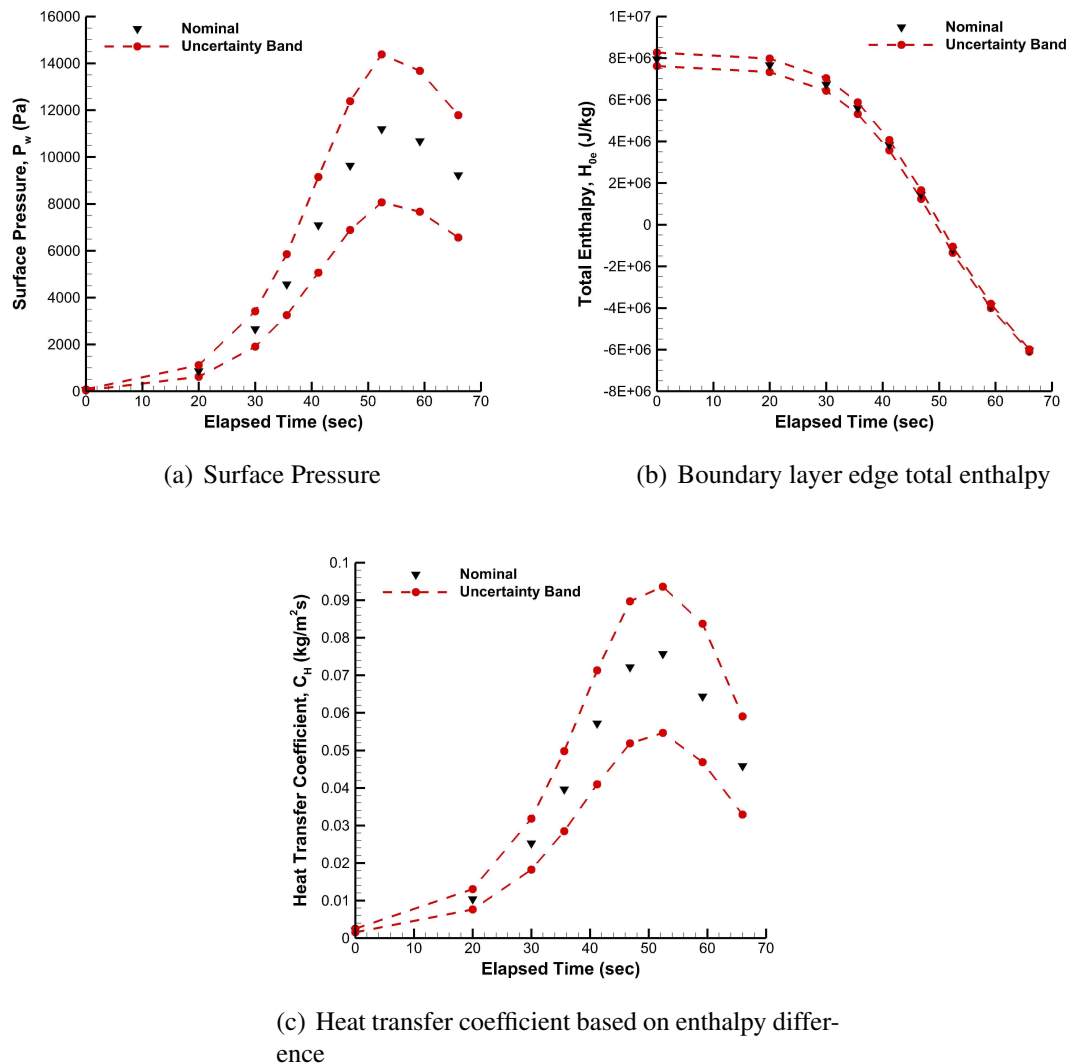 16000
14000
12000
10000
8000
6000
4000
2000
0
Surface Pressure, P_w (Pa)
Nominal
Uncertainty Band
0 10 20 30 40 50 60 70
Elapsed Time (sec)
(a) Surface Pressure
1E+07
8E+06
6E+06
4E+06
2E+06
0
-2E+06
-4E+06
-6E+06
-8E+06
Total Enthalpy, H_0e (J/kg)
Nominal
Uncertainty Band
0 10 20 30 40 50 60 70
Elapsed Time (sec)
(b) Boundary layer edge total enthalpy
0.1
0.09
0.08
0.07
0.06
0.05
0.04
0.03
0.02
0.01
0
Heat Transfer Coefficient, C_H (kg/m²s)
Nominal
Uncertainty Band
0 10 20 30 40 50 60 70
Elapsed Time (sec)
(c) Heat transfer coefficient based on enthalpy differ-
ence